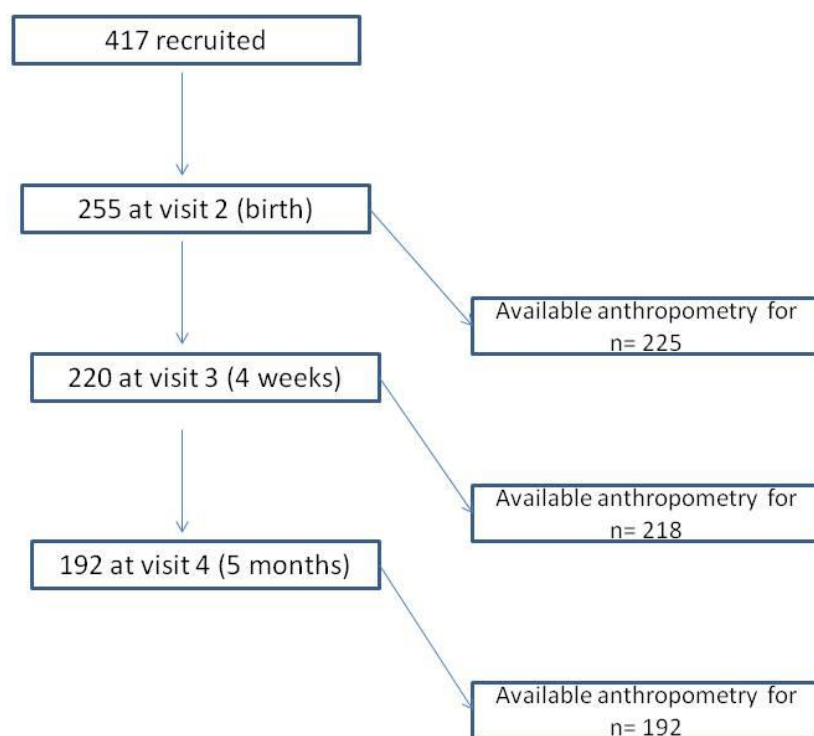 417 recruited
255 at visit 2 (birth)
Available anthropometry for
n= 225
220 at visit 3 (4 weeks)
Available anthropometry for
n= 218
192 at visit 4 (5 months)
Available anthropometry for
n= 192